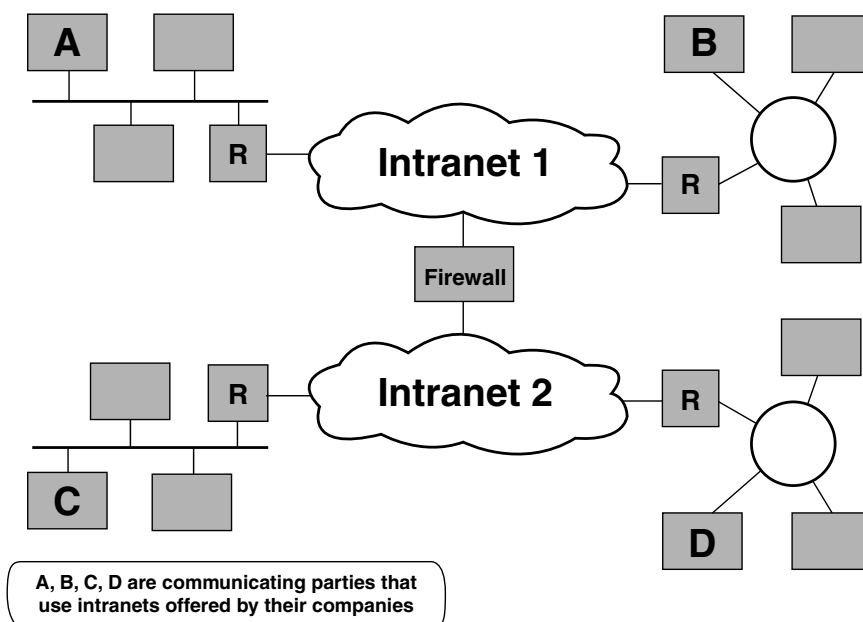 A
B
R
Intranet 1
R
Firewall
R
Intranet 2
R
C
D
A, B, C, D are communicating parties that
use intranets offered by their companies